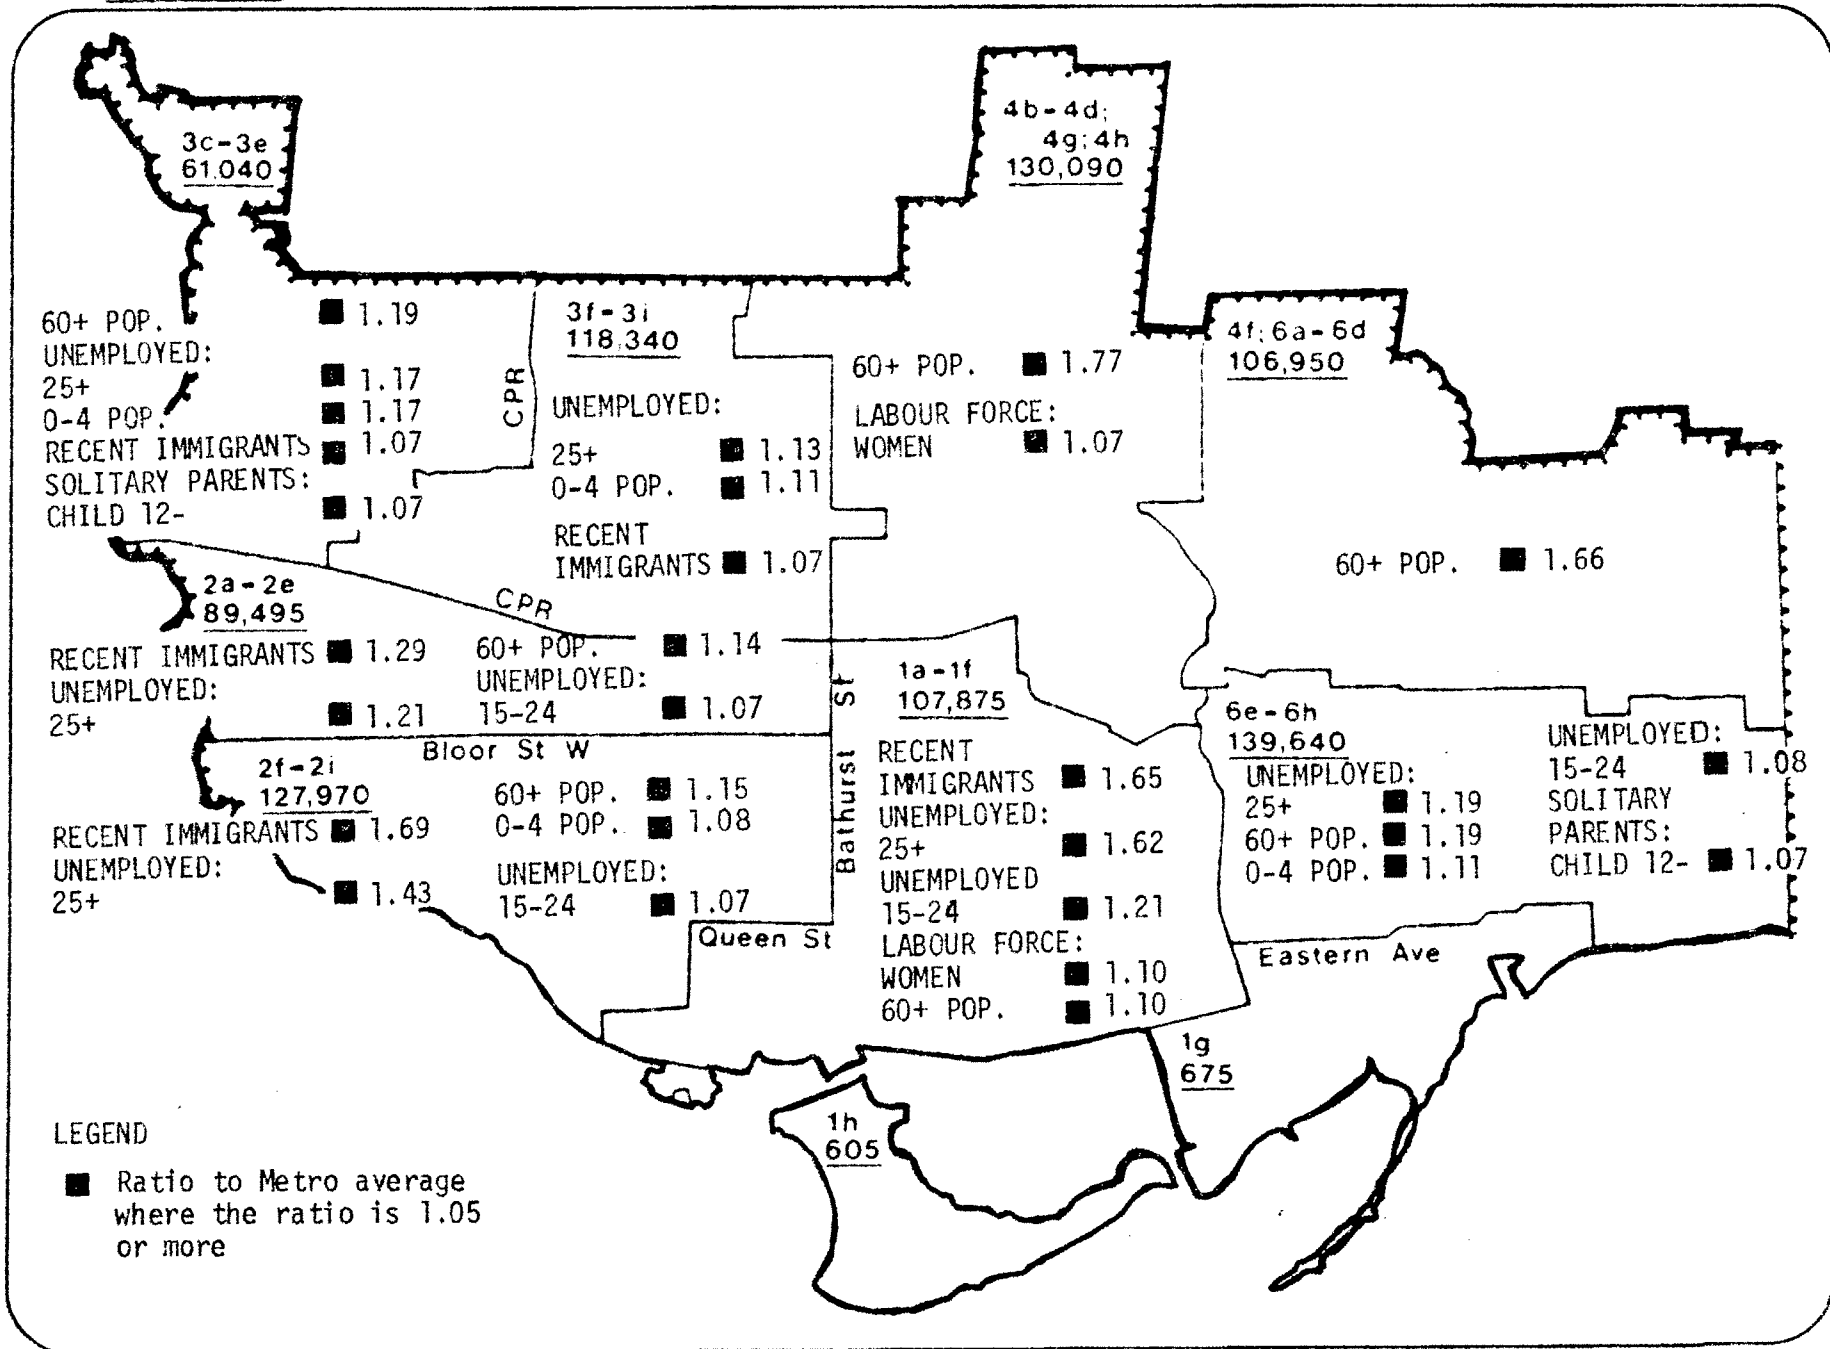 3c-3e
61,040
4b-4d;
4g;4h
130,090
60+ POP. ■ 1.19
UNEMPLOYED:
25+ ■ 1.17
0-4 POP. ■ 1.17
RECENT IMMIGRANTS ■ 1.07
SOLITARY PARENTS:
CHILD 12- ■ 1.07
CPR
3f-3i
118,340
UNEMPLOYED:
25+ ■ 1.13
0-4 POP. ■ 1.11
RECENT
IMMIGRANTS ■ 1.07
60+ POP. ■ 1.77
LABOUR FORCE:
WOMEN ■ 1.07
4f; 6a-6d
106,950
60+ POP. ■ 1.66
CPR
2a-2e
89,495
RECENT IMMIGRANTS ■ 1.29
UNEMPLOYED:
25+ ■ 1.21
60+ POP. ■ 1.14
UNEMPLOYED:
15-24 ■ 1.07
Bloor St W
Bathurst St
2f-2i
127,970
RECENT IMMIGRANTS ■ 1.69
UNEMPLOYED:
25+ ■ 1.43
60+ POP. ■ 1.15
0-4 POP. ■ 1.08
UNEMPLOYED:
15-24 ■ 1.07
Queen St
1a-1f
107,875
RECENT
IMMIGRANTS ■ 1.65
UNEMPLOYED:
25+ ■ 1.62
UNEMPLOYED
15-24 ■ 1.21
LABOUR FORCE:
WOMEN ■ 1.10
60+ POP. ■ 1.10
6e-6h
139,640
UNEMPLOYED:
25+ ■ 1.19
60+ POP. ■ 1.19
0-4 POP. ■ 1.11
UNEMPLOYED:
15-24 ■ 1.08
SOLITARY
PARENTS:
CHILD 12- ■ 1.07
Eastern Ave
1g
675
1h
605
LEGEND
■ Ratio to Metro average
where the ratio is 1.05
or more